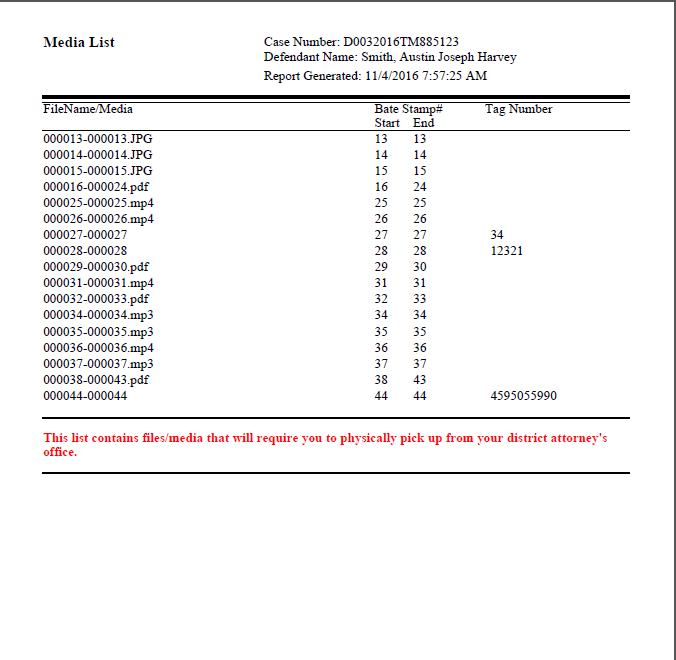 Media List
Case Number: D0032016TM885123
Defendant Name: Smith, Austin Joseph Harvey
Report Generated: 11/4/2016 7:57:25 AM
FileName/Media Bate Stamp# Tag Number
Start End
000013-000013.JPG 13 13
000014-000014.JPG 14 14
000015-000015.JPG 15 15
000016-000024.pdf 16 24
000025-000025.mp4 25 25
000026-000026.mp4 26 26
000027-000027 27 27 34
000028-000028 28 28 12321
000029-000030.pdf 29 30
000031-000031.mp4 31 31
000032-000033.pdf 32 33
000034-000034.mp3 34 34
000035-000035.mp3 35 35
000036-000036.mp4 36 36
000037-000037.mp3 37 37
000038-000043.pdf 38 43
000044-000044 44 44 4595055990
This list contains files/media that will require you to physically pick up from your district attorney's
office.